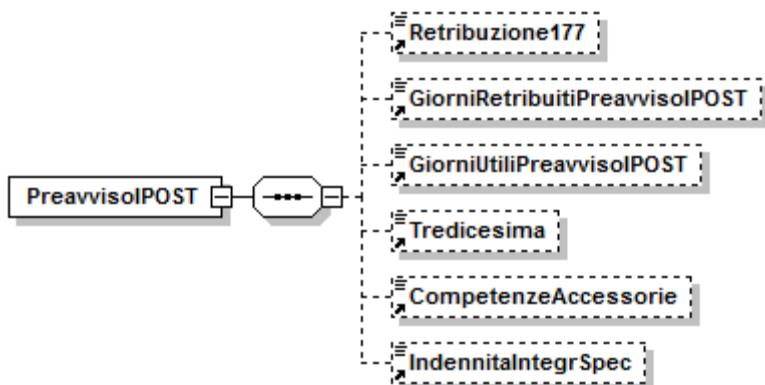 Retribuzione177
GiorniRetribuitiPreavvisoIPOST
GiorniUtiliPreavvisoIPOST
PreavvisoIPOST
Tredicesima
CompetenzeAccessorie
IndennitaIntegrSpec